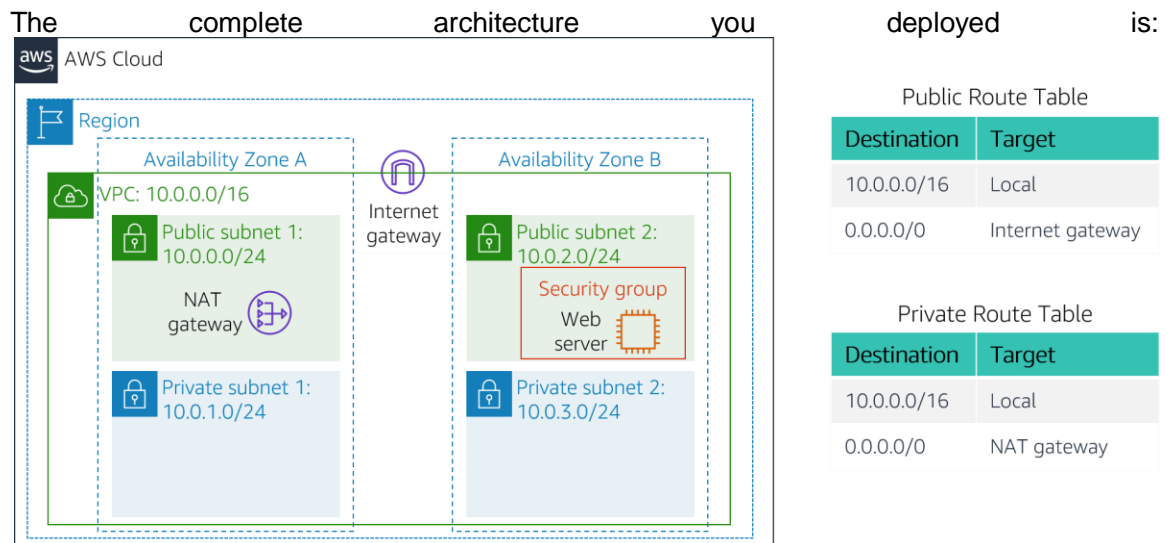 The complete architecture you deployed is:
aws AWS Cloud
Region
Availability Zone A
Availability Zone B
VPC: 10.0.0.0/16
Internet
gateway
Public subnet 1:
10.0.0.0/24
NAT
gateway
Public subnet 2:
10.0.2.0/24
Security group
Web
server
Private subnet 1:
10.0.1.0/24
Private subnet 2:
10.0.3.0/24
Public Route Table
Destination Target
10.0.0.0/16 Local
0.0.0.0/0 Internet gateway
Private Route Table
Destination Target
10.0.0.0/16 Local
0.0.0.0/0 NAT gateway